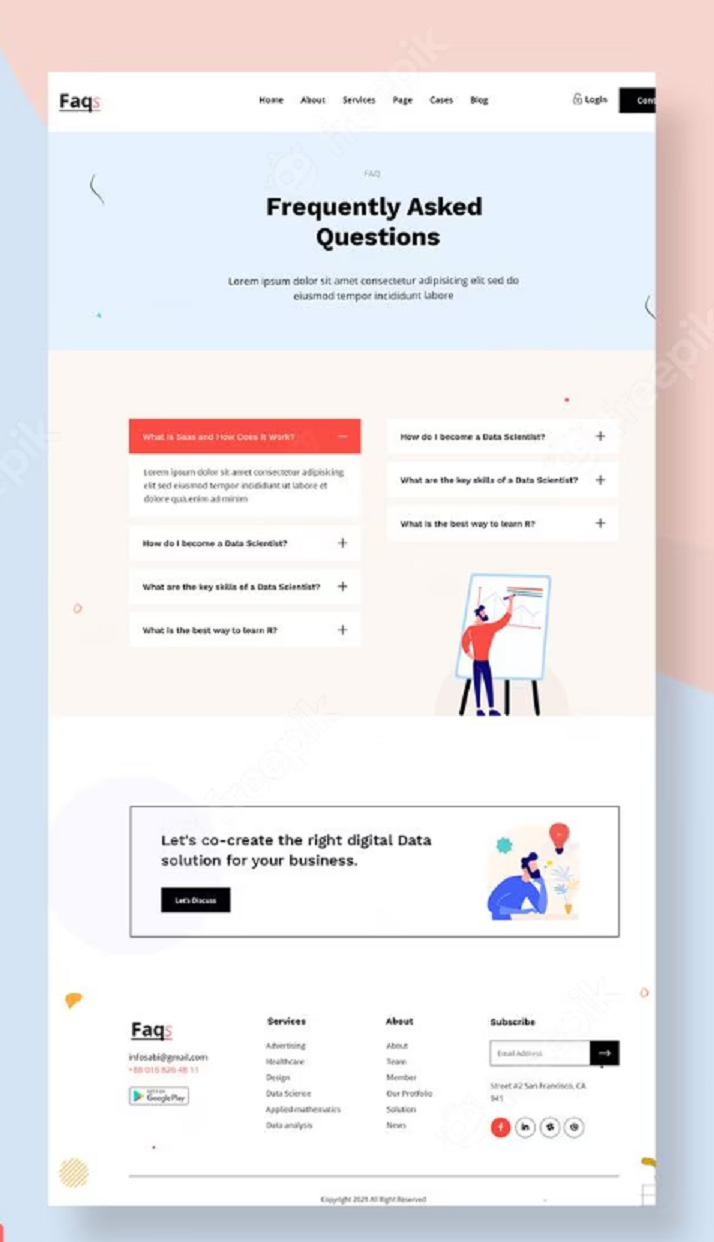 Faqs
Home About Services Page Cases Blog
Login
Cont
FAQ
Frequently Asked
Questions
Lorem ipsum dolor sit amet consectetur adipisicing elit sed do
eiusmod tempor incididunt labore
What is Saas and How Does it Work?
Lorem ipsum dolor sit amet consectetur adipisicing
elit sed eiusmod tempor incididunt ut labore et
dolore qua.enim ad minim
How do I become a Data Scientist?
What are the key skills of a Data Scientist?
What is the best way to learn R?
How do I become a Data Scientist?
What are the key skills of a Data Scientist?
What is the best way to learn R?
Let's co-create the right digital Data
solution for your business.
Let's Discuss
Faqs
infosabi@gmail.com
+88 016 826 48 11
Google Play
Services
Advertising
Healthcare
Design
Data Science
Applied mathematics
Data analysis
About
About
Team
Member
Our Protfolio
Solution
News
Subscribe
Email Address
Street #2 San Francisco, CA
941
Copyright 2021 All Right Reserved
freepik
freepik
freepik